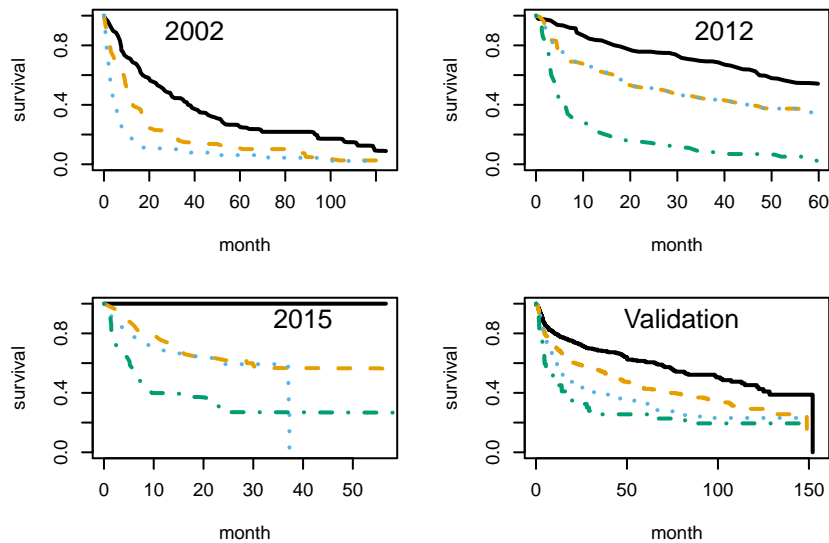 2002
survival
0.0 0.4 0.8
0 20 40 60 80 100
month
2012
survival
0.0 0.4 0.8
0 10 20 30 40 50 60
month
2015
survival
0.0 0.4 0.8
0 10 20 30 40 50
month
Validation
survival
0.0 0.4 0.8
0 50 100 150
month